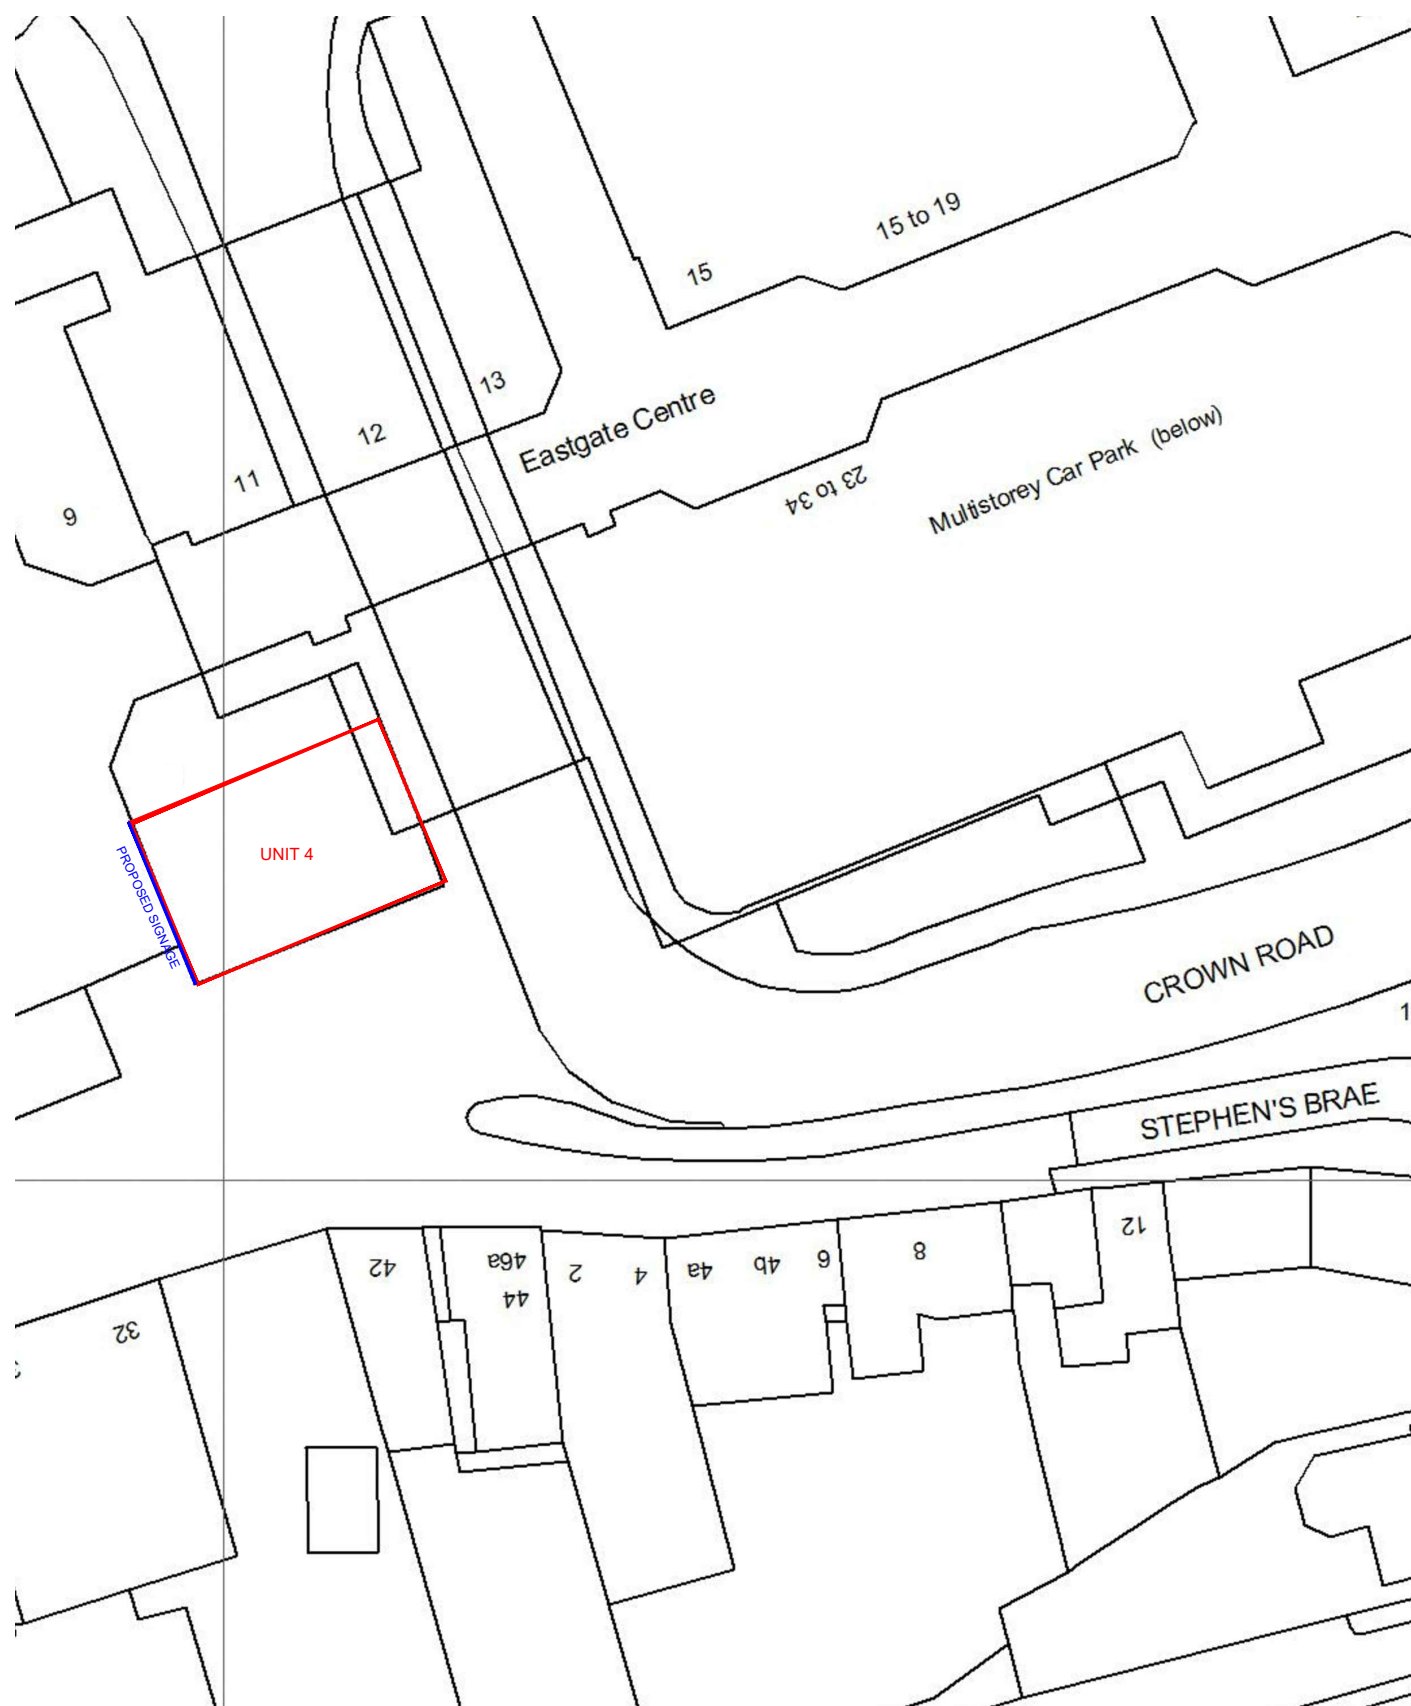 15 to 19
15
13
Eastgate Centre
12
11
9
23 to 34
Multistorey Car Park (below)
UNIT 4
PROPOSED SIGNAGE
CROWN ROAD
1
STEPHEN'S BRAE
12
42
46a
44
2
4
4a
4b
6
8
32